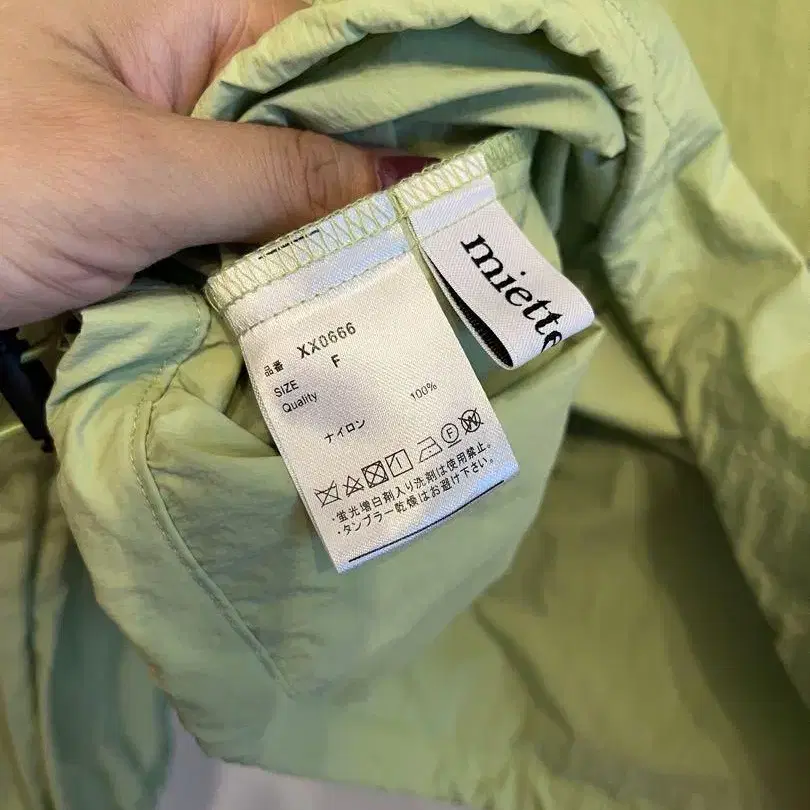 品番 XX0666
SIZE F
Quality
ナイロン 100%
F W
・蛍光増白剤入り洗剤は使用禁止。
・タンブラー乾燥はお避け下さい。
miette